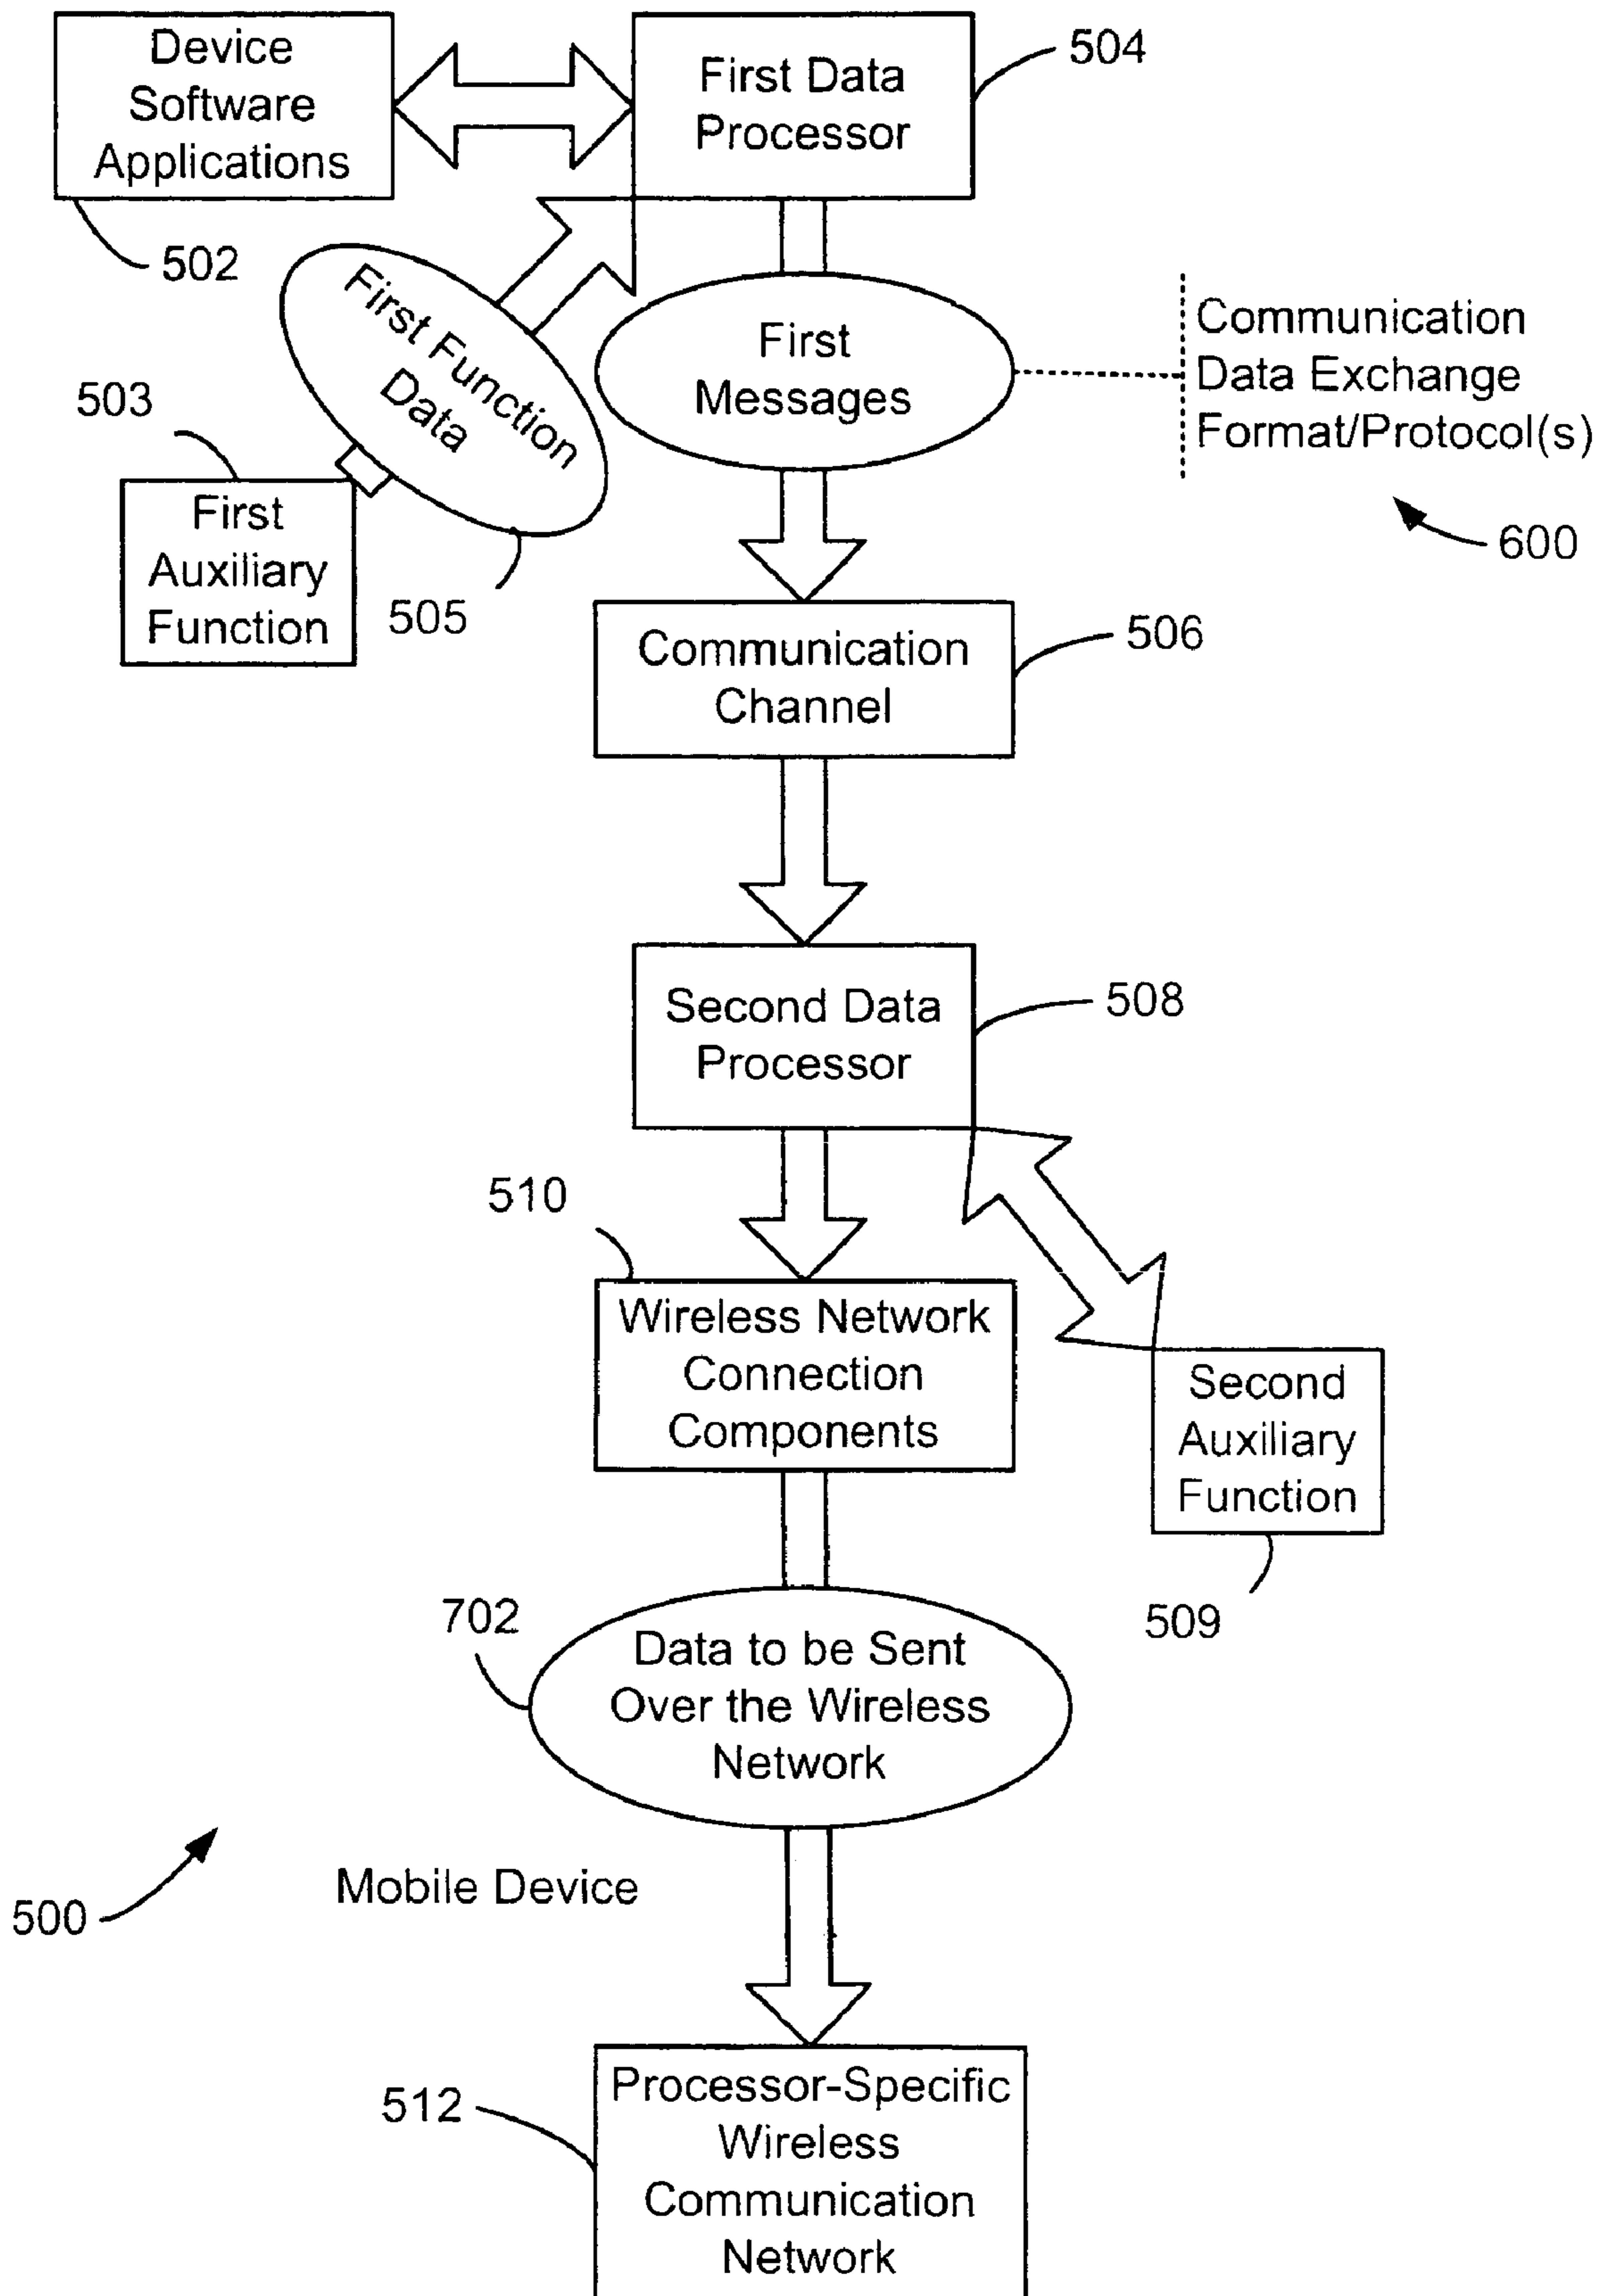 Device
Software
Applications
First Data
Processor
504
502
First Function
Data
First
Messages
Communication
Data Exchange
Format/Protocol(s)
600
503
First
Auxiliary
Function
505
Communication
Channel
506
Second Data
Processor
508
510
Wireless Network
Connection
Components
Second
Auxiliary
Function
509
702
Data to be Sent
Over the Wireless
Network
500
Mobile Device
512
Processor-Specific
Wireless
Communication
Network